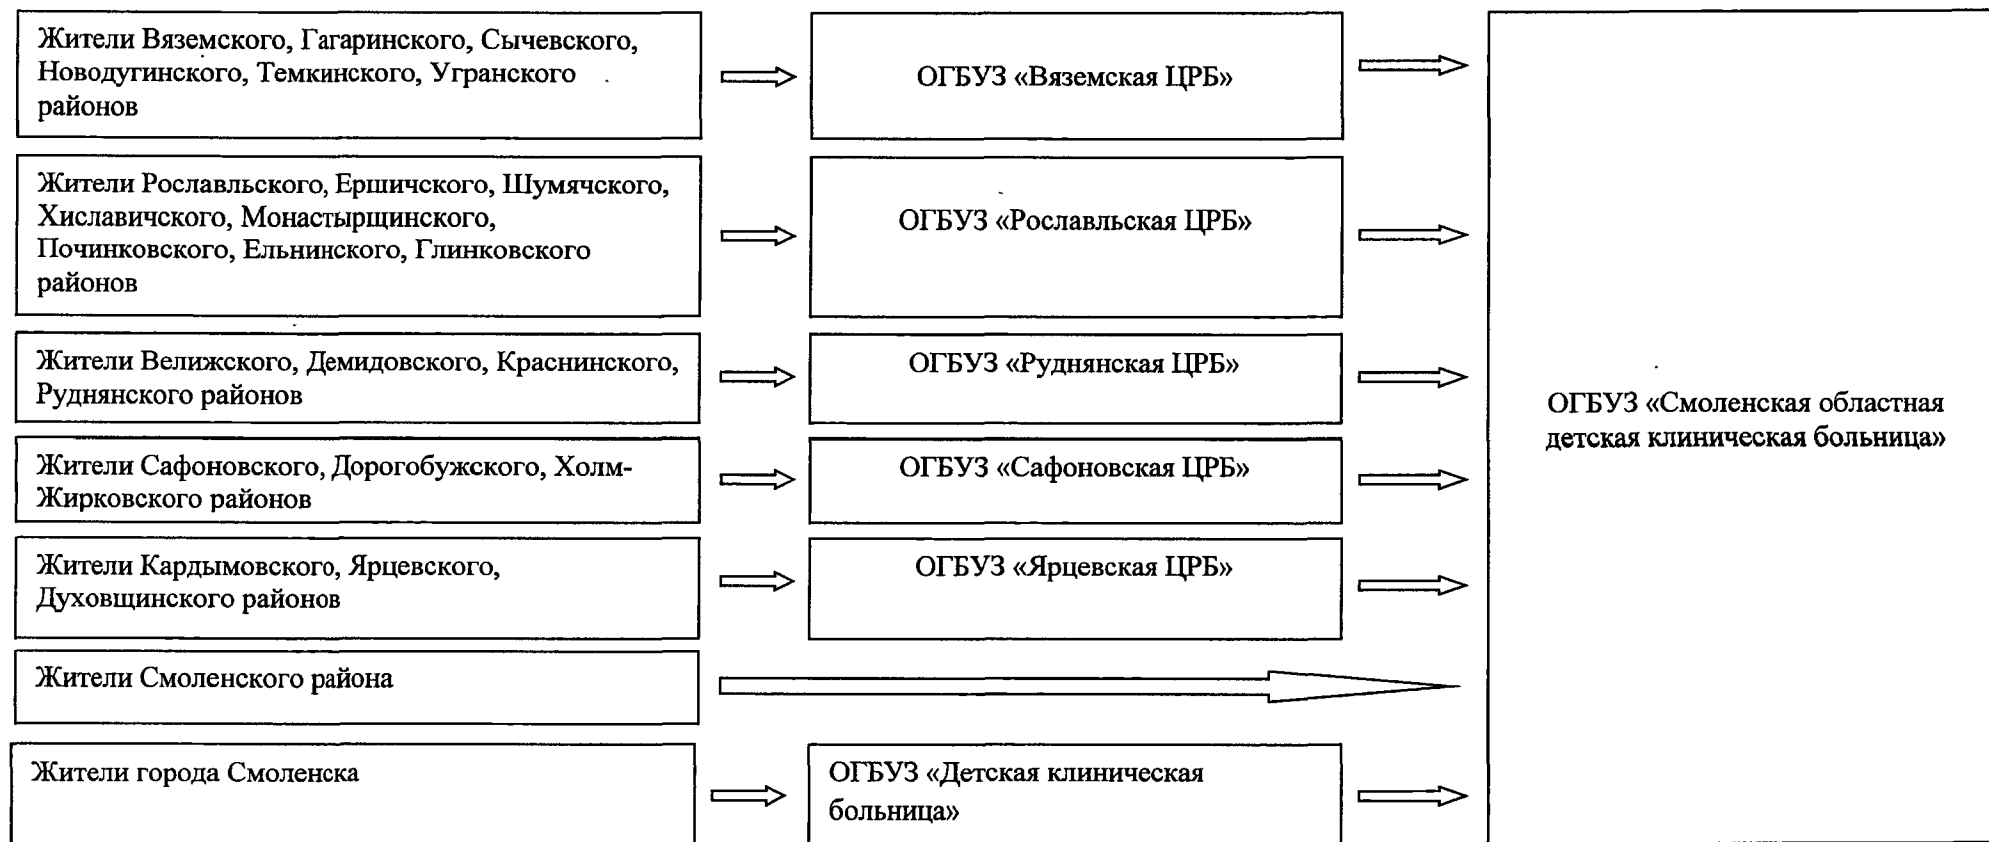 Жители Вяземского, Гагаринского, Сычевского,
Новодугинского, Темкинского, Угранского
районов
ОГБУЗ «Вяземская ЦРБ»
Жители Рославльского, Ершичского, Шумячского,
Хиславичского, Монастырщинского,
Починковского, Ельнинского, Глинковского
районов
ОГБУЗ «Рославльская ЦРБ»
Жители Велижского, Демидовского, Краснинского,
Руднянского районов
ОГБУЗ «Руднянская ЦРБ»
Жители Сафоновского, Дорогобужского, Холм-
Жирковского районов
ОГБУЗ «Сафоновская ЦРБ»
Жители Кардымовского, Ярцевского,
Духовщинского районов
ОГБУЗ «Ярцевская ЦРБ»
Жители Смоленского района
Жители города Смоленска
ОГБУЗ «Детская клиническая
больница»
ОГБУЗ «Смоленская областная
детская клиническая больница»